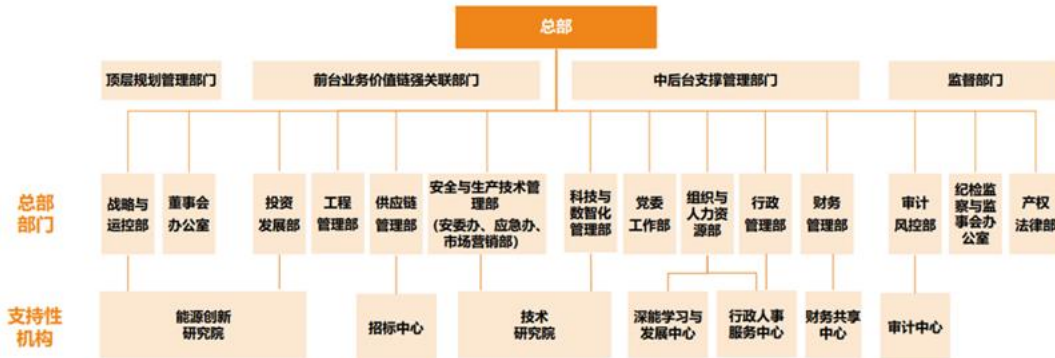 总部
顶层规划管理部门
前台业务价值链强关联部门
中后台支撑管理部门
监督部门
总部
部门
战略与
运控部
董事会
办公室
投资
发展部
工程
管理部
供应链
管理部
安全与生产技术管
理部
(安委办、应急办、
市场营销部)
科技与
数智化
管理部
党委
工作部
组织与
人力资
源部
行政
管理部
财务
管理部
审计
风控部
纪检监
察与监
事会办
公室
产权
法律部
支持性
机构
能源创新
研究院
招标中心
技术
研究院
深能学习与
发展中心
行政人事
服务中心
财务共享
中心
审计中心